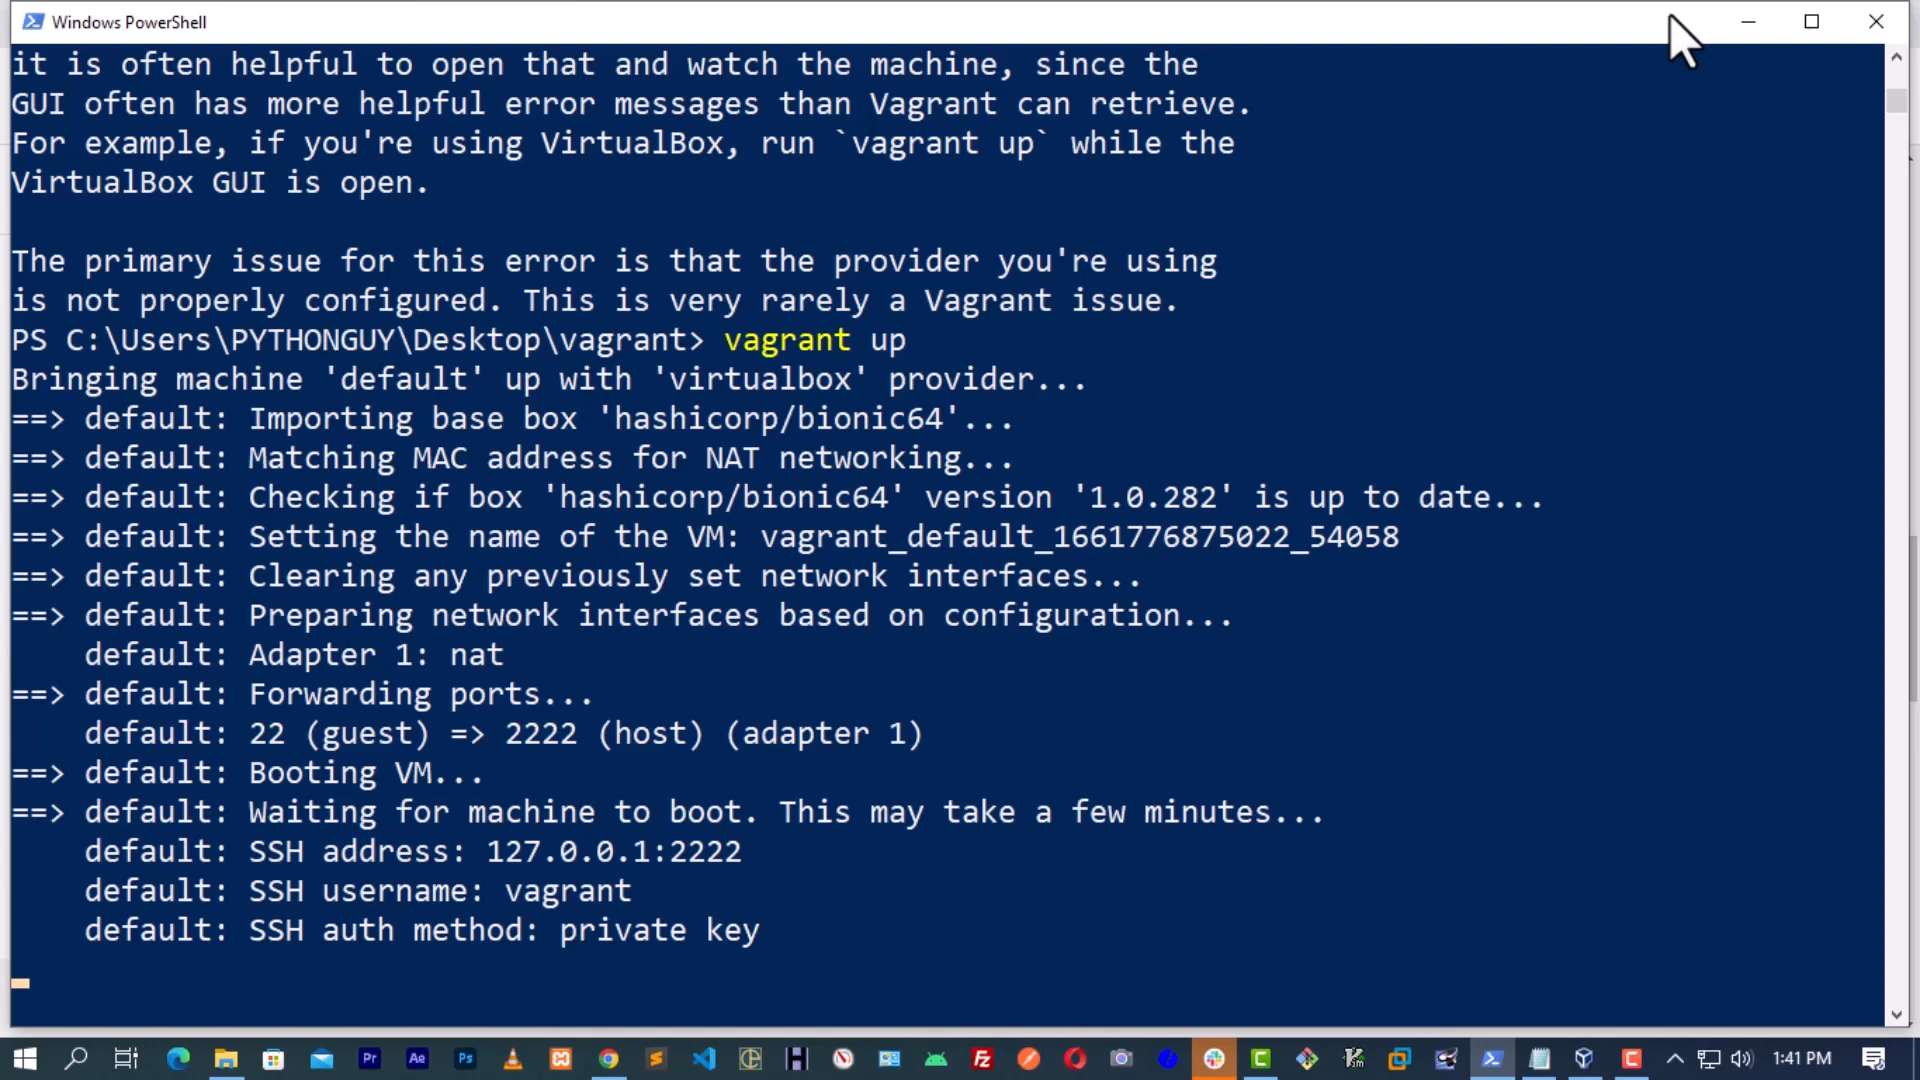 Windows PowerShell
it is often helpful to open that and watch the machine, since the
GUI often has more helpful error messages than Vagrant can retrieve.
For example, if you're using VirtualBox, run `vagrant up` while the
VirtualBox GUI is open.
The primary issue for this error is that the provider you're using
is not properly configured. This is very rarely a Vagrant issue.
PS C:\Users\PYTHONGUY\Desktop\vagrant> vagrant up
Bringing machine 'default' up with 'virtualbox' provider...
==> default: Importing base box 'hashicorp/bionic64'...
==> default: Matching MAC address for NAT networking...
==> default: Checking if box 'hashicorp/bionic64' version '1.0.282' is up to date...
==> default: Setting the name of the VM: vagrant_default_1661776875022_54058
==> default: Clearing any previously set network interfaces...
==> default: Preparing network interfaces based on configuration...
    default: Adapter 1: nat
==> default: Forwarding ports...
    default: 22 (guest) => 2222 (host) (adapter 1)
==> default: Booting VM...
==> default: Waiting for machine to boot. This may take a few minutes...
    default: SSH address: 127.0.0.1:2222
    default: SSH username: vagrant
    default: SSH auth method: private key
Pr Ae Ps Fz C C 1:41 PM